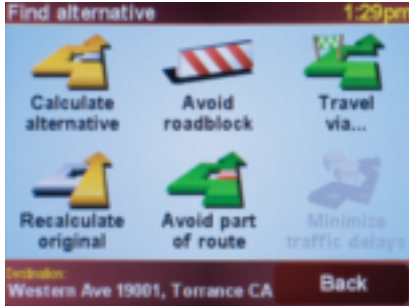 Find alternative 1:29pm
Calculate Avoid Travel
alternative roadblock via...
Recalculate Avoid part Minimize
original of route traffic delays
Destination:
Western Ave 19001, Torrance CA Back